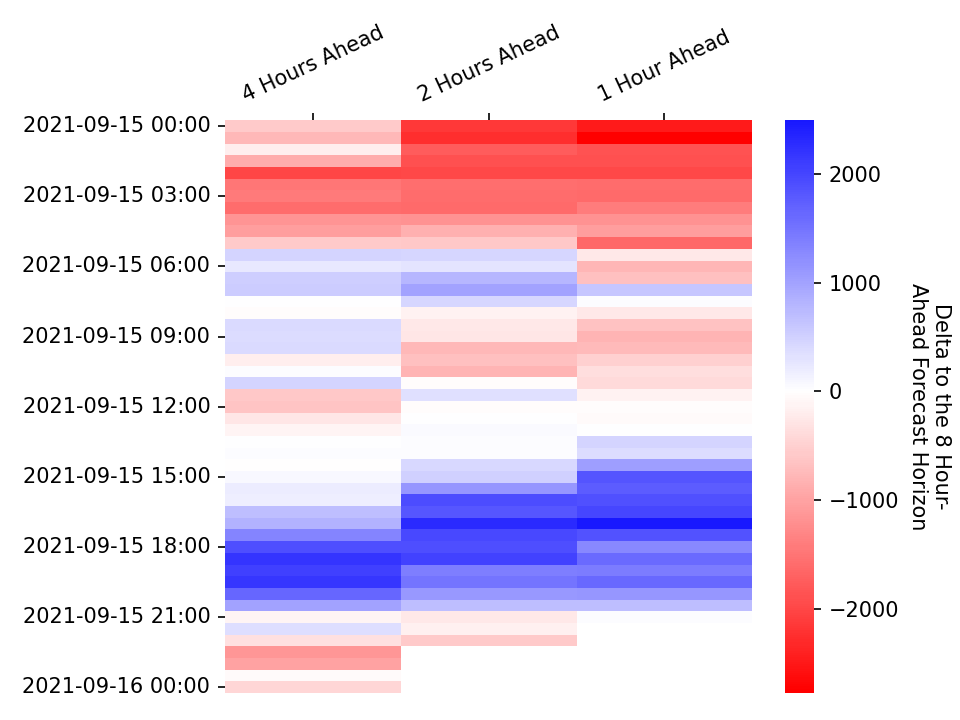 4 Hours Ahead
2 Hours Ahead
1 Hour Ahead
2021-09-15 00:00
2021-09-15 03:00
2021-09-15 06:00
2021-09-15 09:00
2021-09-15 12:00
2021-09-15 15:00
2021-09-15 18:00
2021-09-15 21:00
2021-09-16 00:00
2000
1000
0
−1000
−2000
Delta to the 8 Hour-
Ahead Forecast Horizon